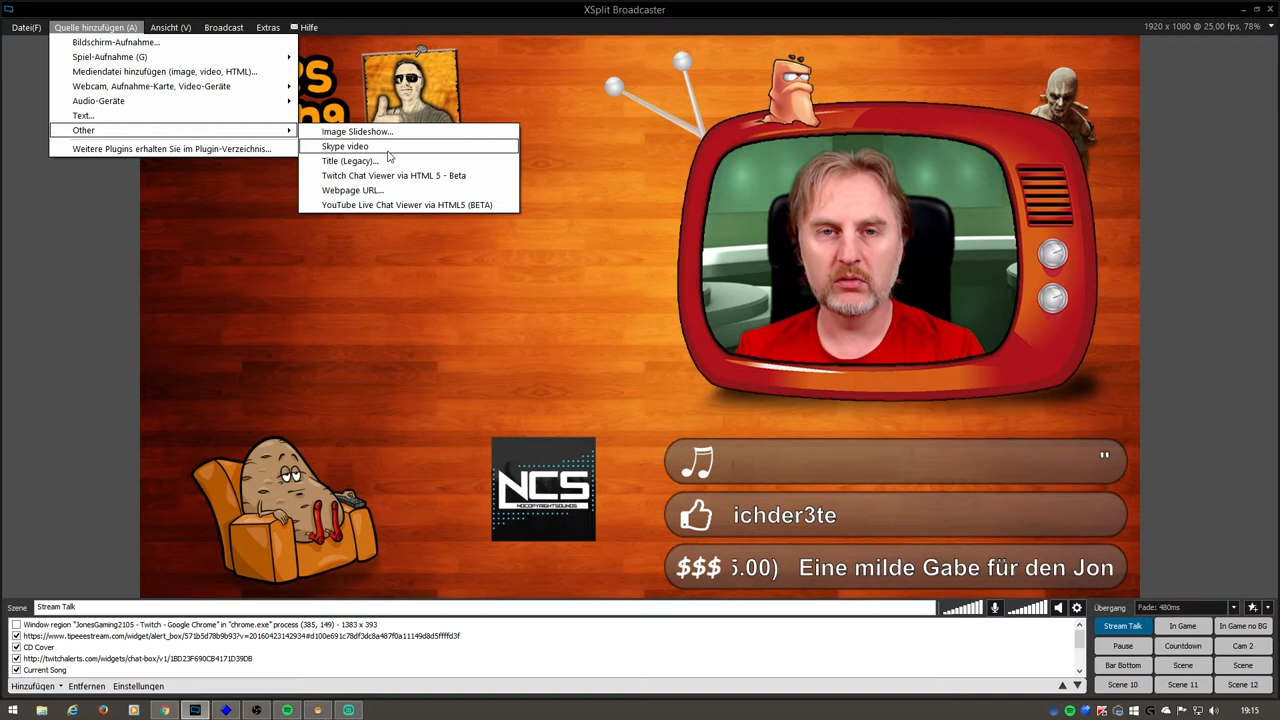 XSplit Broadcaster
Datei(F) Quelle hinzufügen (A) Ansicht (V) Broadcast Extras Hilfe
1920 x 1080 @ 25,00 fps, 78%
Bildschirm-Aufnahme...
Spiel-Aufnahme (G)
Mediendatei hinzufügen (image, video, HTML)...
Webcam, Aufnahme-Karte, Video-Geräte
Audio-Geräte
Text...
Other
Weitere Plugins erhalten Sie im Plugin-Verzeichnis...
Image Slideshow...
Skype video
Title (Legacy)...
Twitch Chat Viewer via HTML 5 - Beta
Webpage URL...
YouTube Live Chat Viewer via HTML5 (BETA)
NCS
NOCOPYRIGHTSOUNDS
"
ichder3te
$$$ 5.00) Eine milde Gabe für den Jon
Szene Stream Talk
Übergang Fade: 480ms
Window region "JonesGaming2105 - Twitch - Google Chrome" in "chrome.exe" process (385, 149) - 1383 x 393
https://www.tipeeestream.com/widget/alert_box/571b5d78b9b93?v=20160423142934#d100e691c78df3dc8a487f0a11149d8d5ffffd3f
CD Cover
http://twitchalerts.com/widgets/chat-box/v1/1BD23F690CB4171D39DB
Current Song
Stream Talk In Game In Game no BG
Pause Countdown Cam 2
Bar Bottom Scene Scene
Scene 10 Scene 11 Scene 12
Hinzufügen Entfernen Einstellungen
19:15